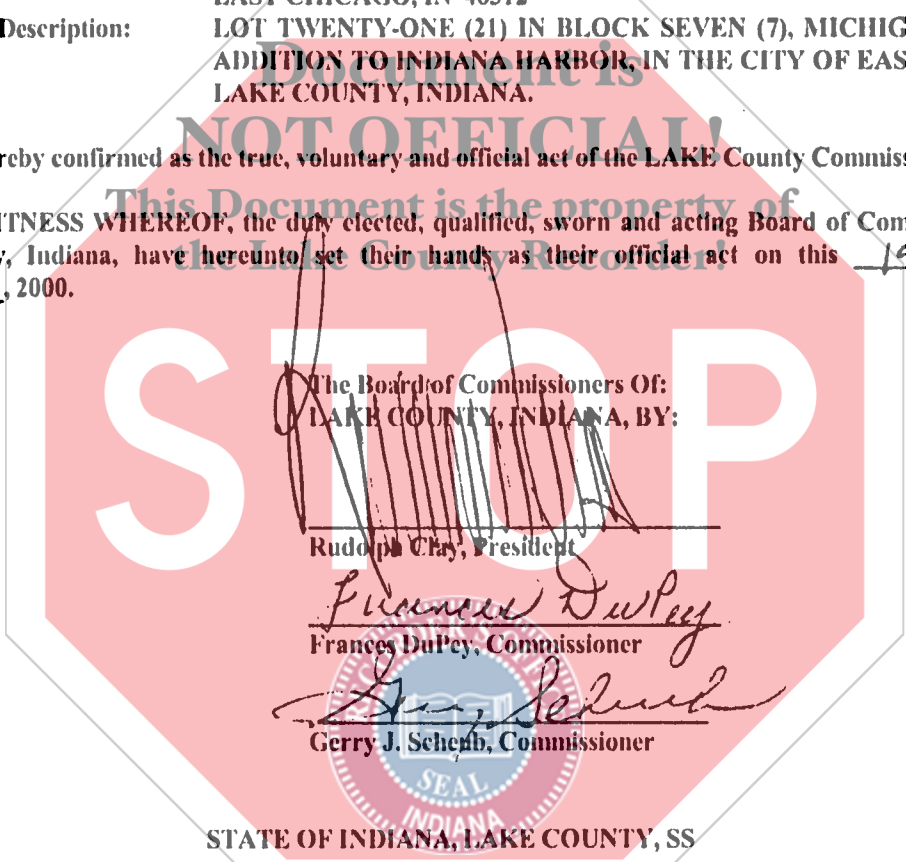 EAST CHICAGO, IN 46312
Description: LOT TWENTY-ONE (21) IN BLOCK SEVEN (7), MICHIG
ADDITION TO INDIANA HARBOR, IN THE CITY OF EAS
LAKE COUNTY, INDIANA.
Document is
NOT OFFICIAL!
This Document is the property of
the Lake County Recorder!
reby confirmed as the true, voluntary and official act of the LAKE County Commiss
ITNESS WHEREOF, the duly elected, qualified, sworn and acting Board of Com
y, Indiana, have hereunto set their hands as their official act on this
, 2000.
STOP
The Board of Commissioners Of:
LAKE COUNTY, INDIANA, BY:
Rudolph Clay, President
Frances DuPey
Frances DuPey, Commissioner
Gerry Scheub
Gerry J. Scheub, Commissioner
RECORDER'S OFFICE
SEAL
INDIANA
STATE OF INDIANA, LAKE COUNTY, SS